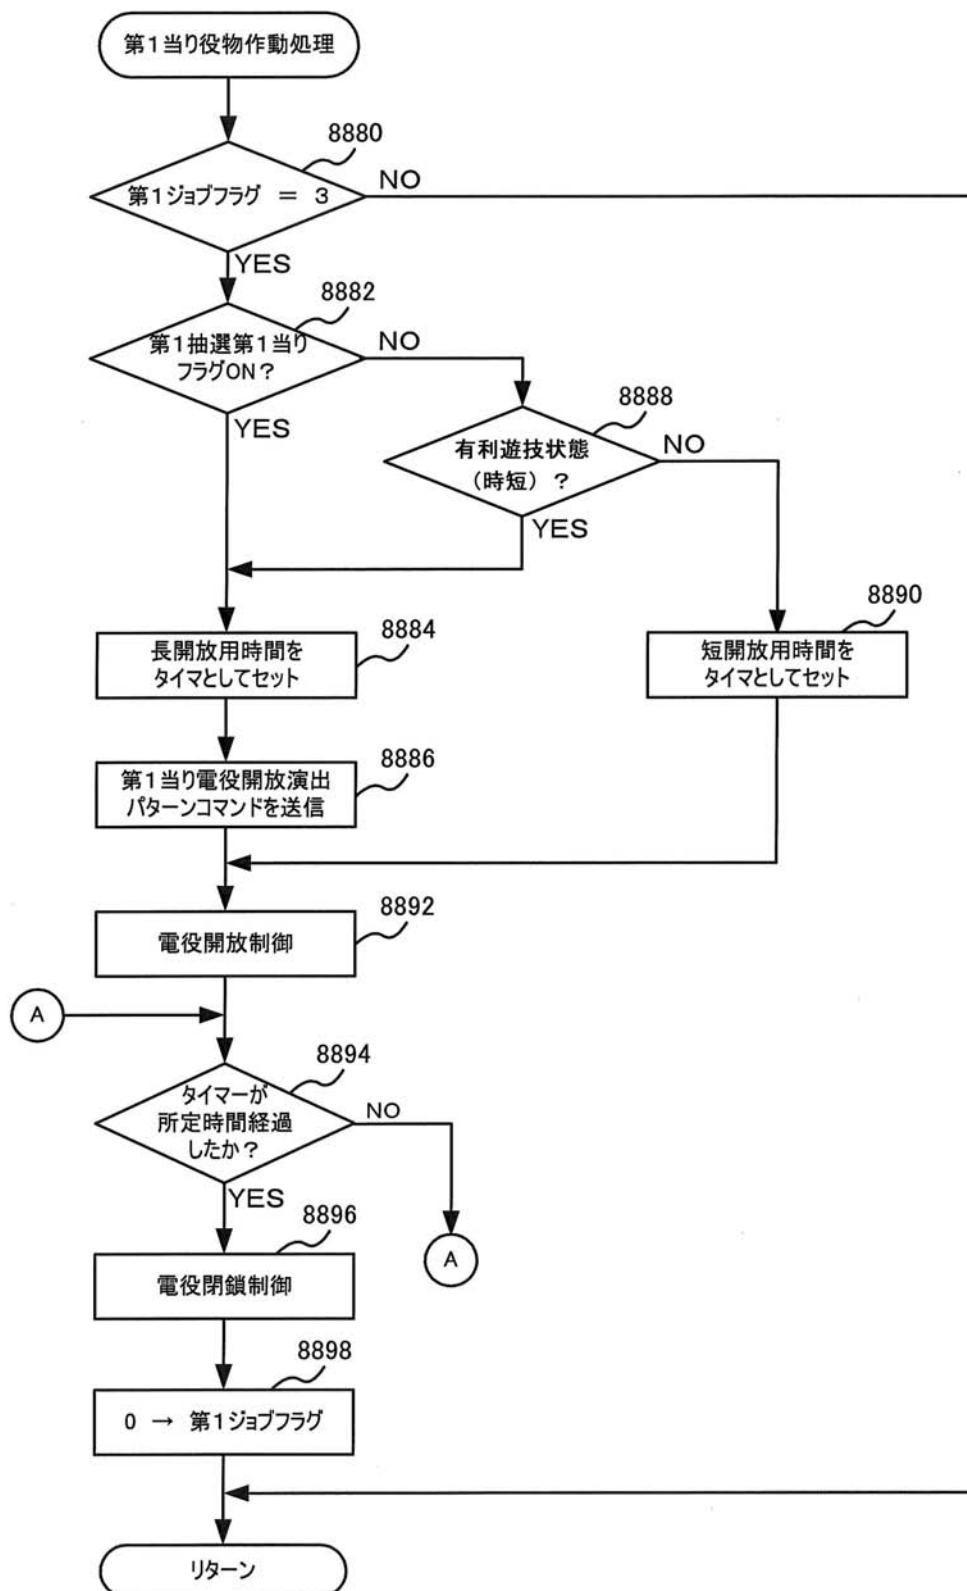 第1当り役物作動処理
8880
第1ジョブフラグ = 3
NO
YES
8882
第1抽選第1当り
フラグON?
NO
YES
8888
有利遊技状態
(時短)?
NO
YES
8884
長開放用時間を
タイマとしてセット
8890
短開放用時間を
タイマとしてセット
8886
第1当り電役開放演出
パターンコマンドを送信
8892
電役開放制御
A
8894
タイマーが
所定時間経過
したか?
NO
YES
A
8896
電役閉鎖制御
8898
0 → 第1ジョブフラグ
リターン